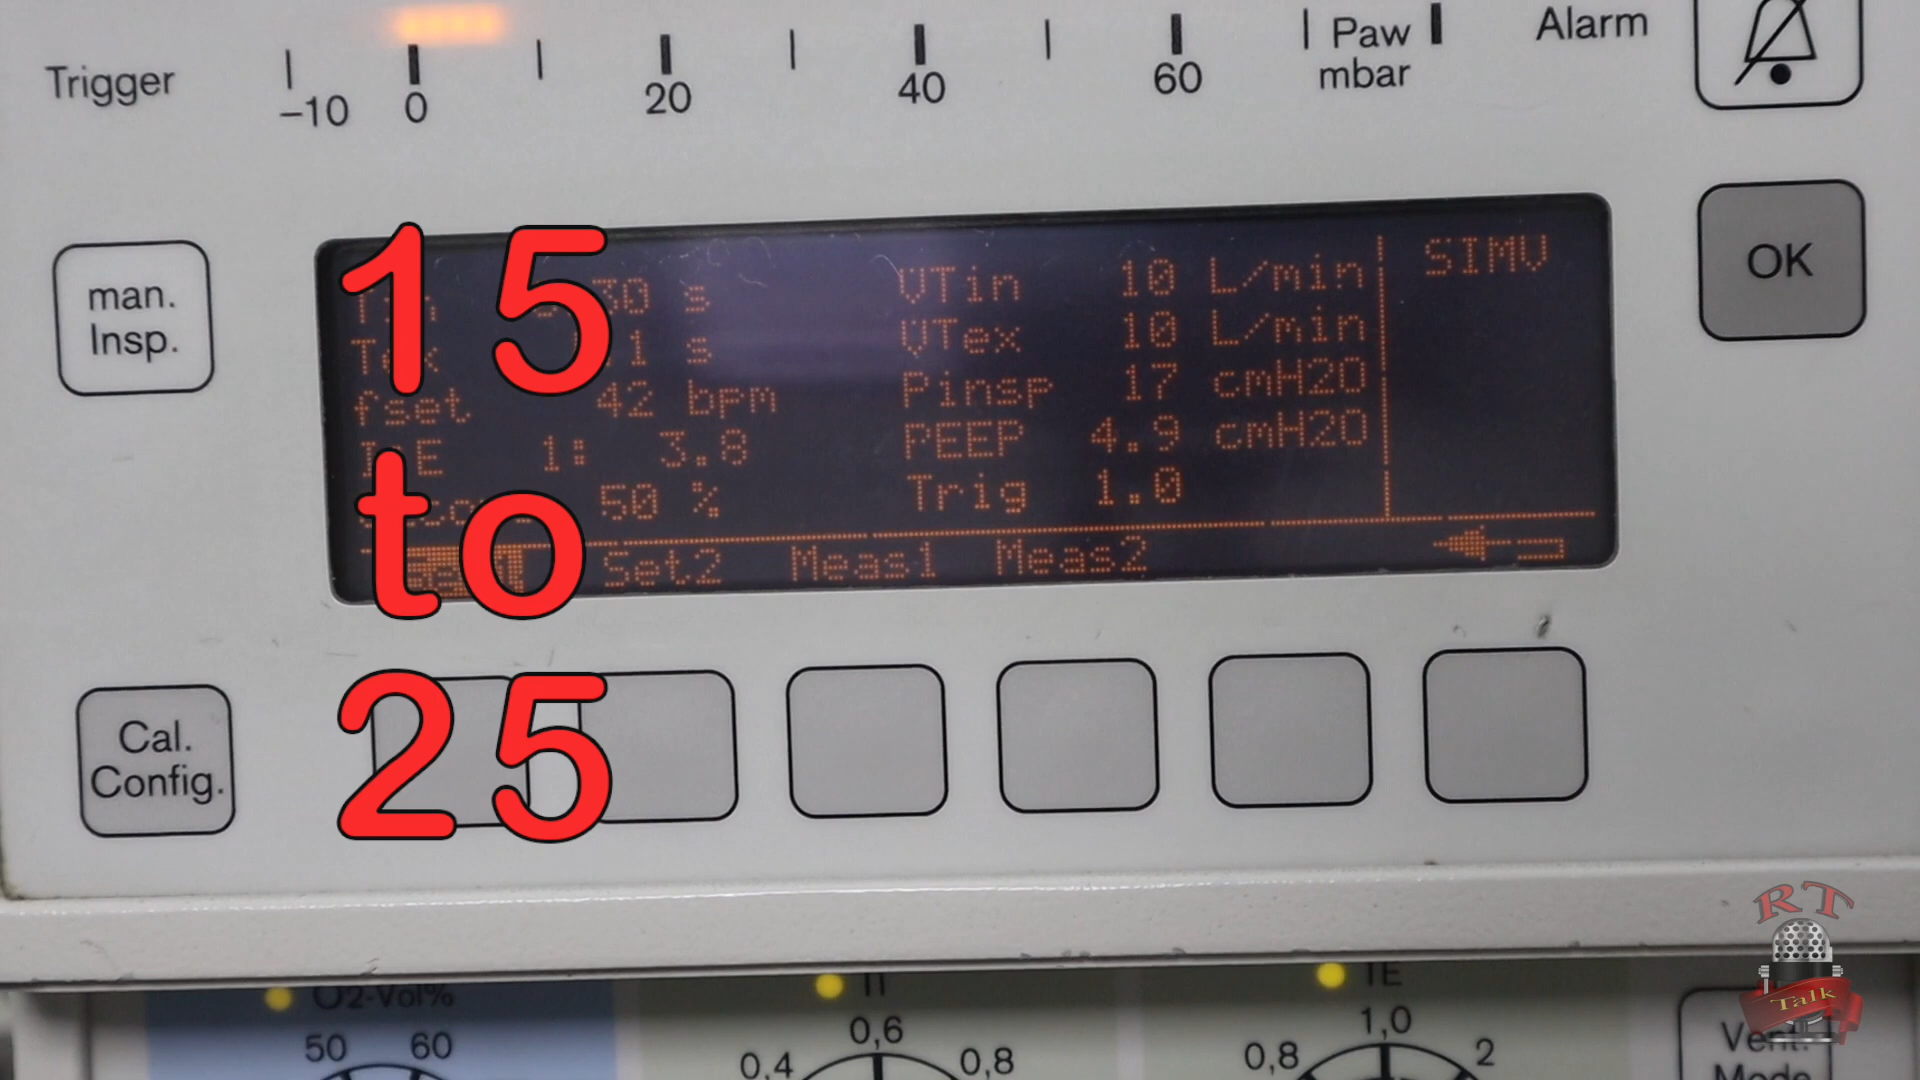 Trigger
-10 0 20 40 60
Paw
mbar
Alarm
man.
Insp.
OK
15
to
25
30 s
VTin 10 L/min
SIMV
VTex 10 L/min
fset 42 bpm
Pinsp 17 cmH2O
I:E 1: 3.8
PEEP 4.9 cmH2O
50 %
Trig 1.0
Set2 Meas1 Meas2
Cal.
Config.
RT
Talk
O2-Vol%
TI
TE
50 60
0,4 0,6 0,8
0,8 1,0 2
Vent.
Mode